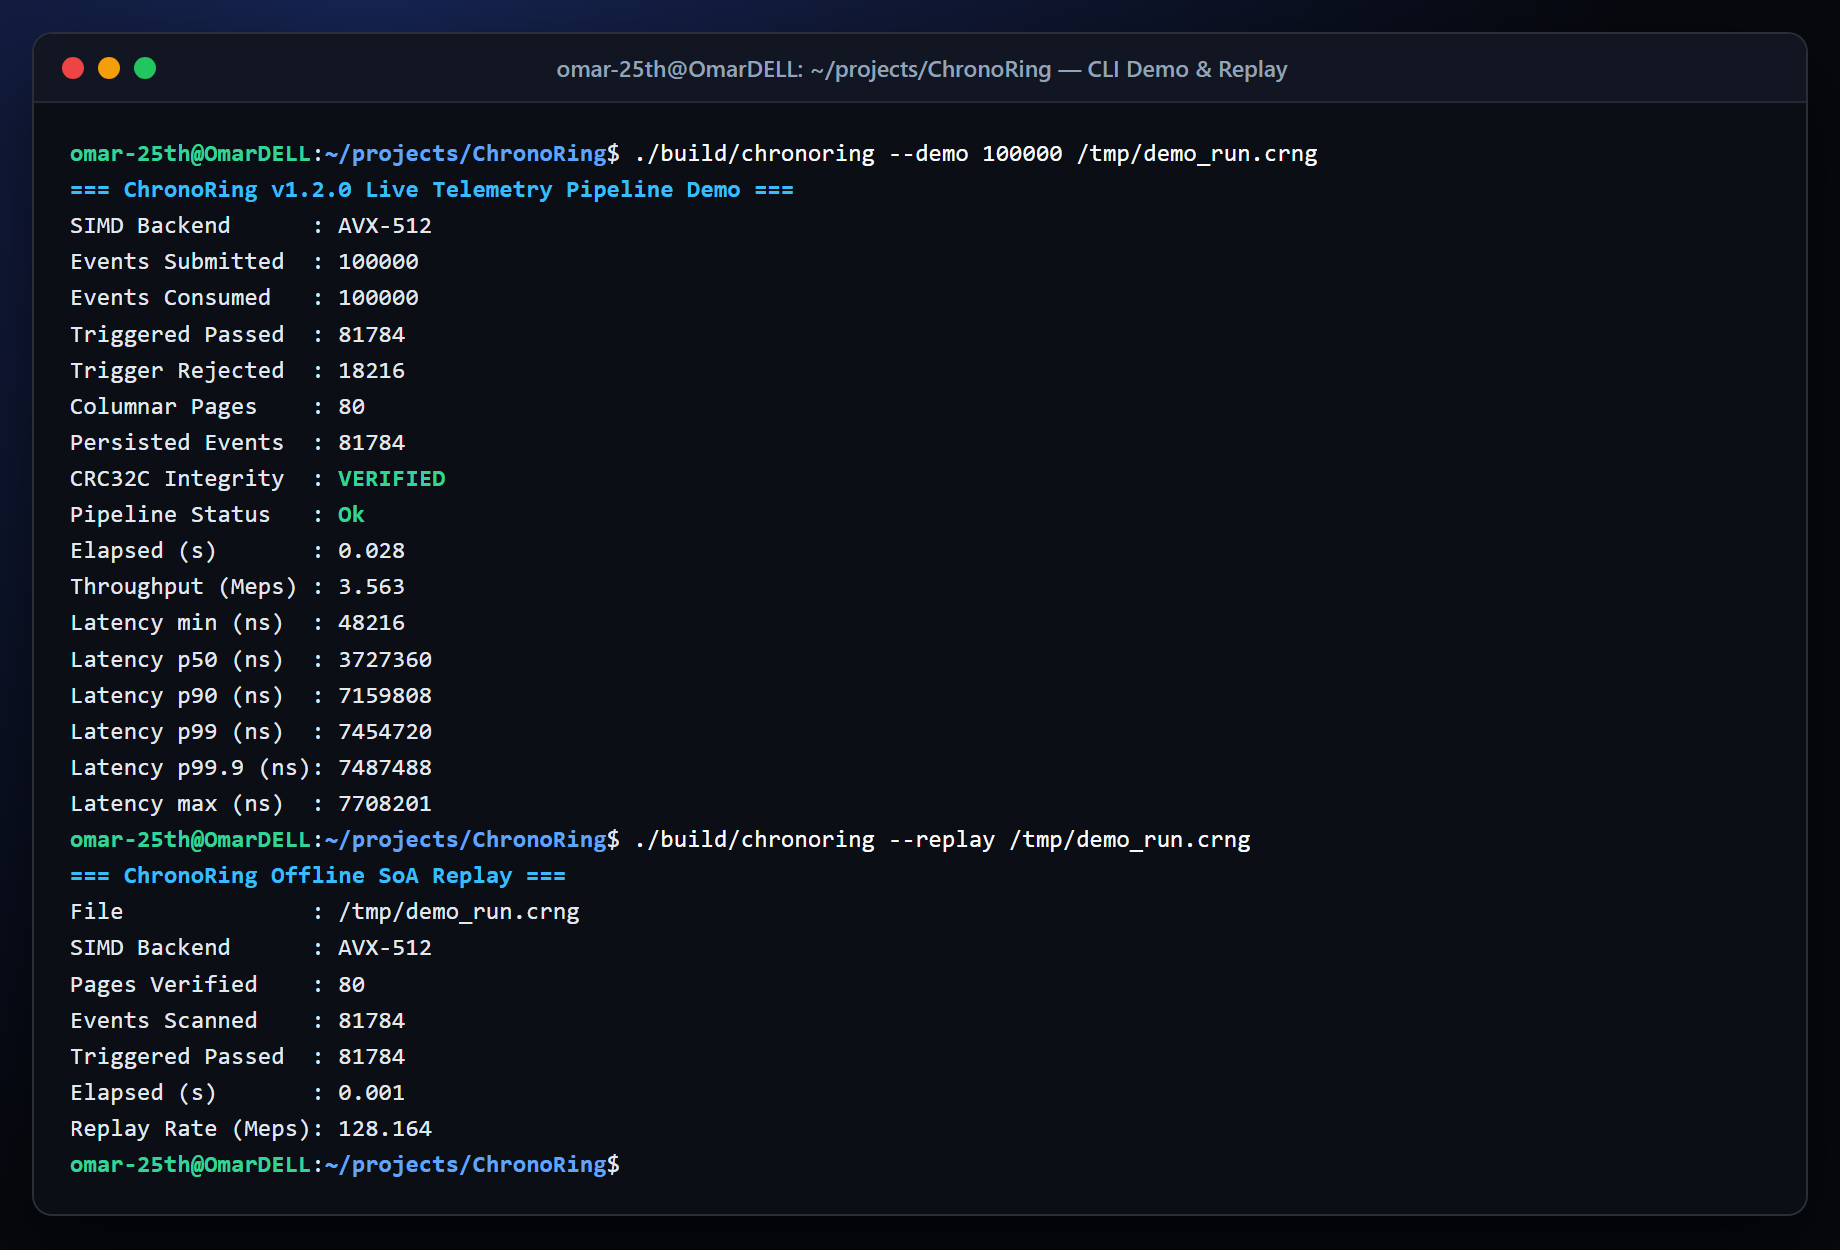 omar-25th@OmarDELL: ~/projects/ChronoRing — CLI Demo & Replay
omar-25th@OmarDELL:~/projects/ChronoRing$ ./build/chronoring --demo 100000 /tmp/demo_run.crng
=== ChronoRing v1.2.0 Live Telemetry Pipeline Demo ===
SIMD Backend      : AVX-512
Events Submitted  : 100000
Events Consumed   : 100000
Triggered Passed  : 81784
Trigger Rejected  : 18216
Columnar Pages    : 80
Persisted Events  : 81784
CRC32C Integrity  : VERIFIED
Pipeline Status   : Ok
Elapsed (s)       : 0.028
Throughput (Meps) : 3.563
Latency min (ns)  : 48216
Latency p50 (ns)  : 3727360
Latency p90 (ns)  : 7159808
Latency p99 (ns)  : 7454720
Latency p99.9 (ns): 7487488
Latency max (ns)  : 7708201
omar-25th@OmarDELL:~/projects/ChronoRing$ ./build/chronoring --replay /tmp/demo_run.crng
=== ChronoRing Offline SoA Replay ===
File              : /tmp/demo_run.crng
SIMD Backend      : AVX-512
Pages Verified    : 80
Events Scanned    : 81784
Triggered Passed  : 81784
Elapsed (s)       : 0.001
Replay Rate (Meps): 128.164
omar-25th@OmarDELL:~/projects/ChronoRing$